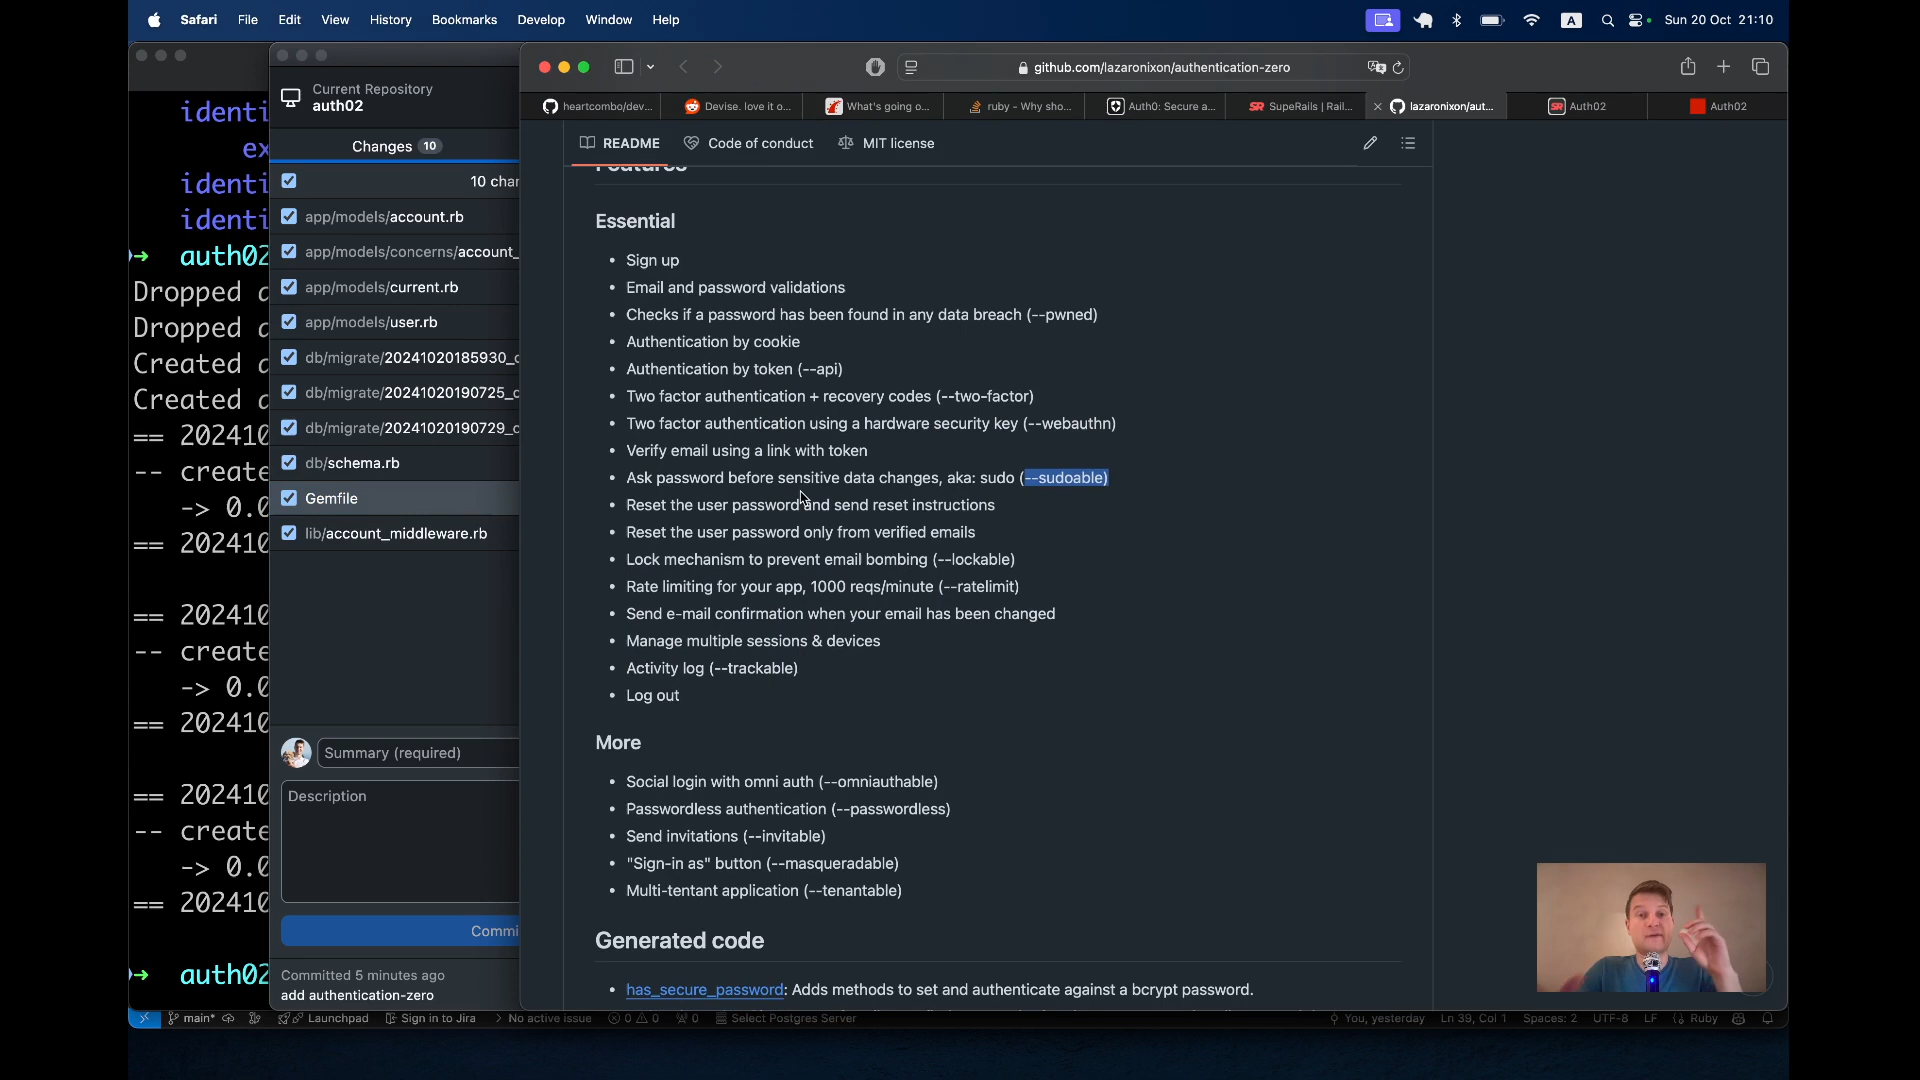 Safari File Edit View History Bookmarks Develop Window Help
A Sun 20 Oct 21:10
identi
ex
identi
identi
auth02
Dropped
Dropped
Created
Created
== 202410
-- create
-> 0.0
== 202410
== 202410
-- create
-> 0.0
== 202410
== 202410
-- create
-> 0.0
== 202410
auth02
Current Repository
auth02
Changes 10
10 chan
app/models/account.rb
app/models/concerns/account_
app/models/current.rb
app/models/user.rb
db/migrate/20241020185930_c
db/migrate/20241020190725_c
db/migrate/20241020190729_c
db/schema.rb
Gemfile
lib/account_middleware.rb
Summary (required)
Description
Commi
Committed 5 minutes ago
add authentication-zero
github.com/lazaronixon/authentication-zero
heartcombo/dev... Devise. love it o... What's going o... ruby - Why sho... Auth0: Secure a... SupeRails | Rail... lazaronixon/aut... Auth02 Auth02
README Code of conduct MIT license
Features
Essential
• Sign up
• Email and password validations
• Checks if a password has been found in any data breach (--pwned)
• Authentication by cookie
• Authentication by token (--api)
• Two factor authentication + recovery codes (--two-factor)
• Two factor authentication using a hardware security key (--webauthn)
• Verify email using a link with token
• Ask password before sensitive data changes, aka: sudo (--sudoable)
• Reset the user password and send reset instructions
• Reset the user password only from verified emails
• Lock mechanism to prevent email bombing (--lockable)
• Rate limiting for your app, 1000 reqs/minute (--ratelimit)
• Send e-mail confirmation when your email has been changed
• Manage multiple sessions & devices
• Activity log (--trackable)
• Log out
More
• Social login with omni auth (--omniauthable)
• Passwordless authentication (--passwordless)
• Send invitations (--invitable)
• "Sign-in as" button (--masqueradable)
• Multi-tentant application (--tenantable)
Generated code
• has_secure_password: Adds methods to set and authenticate against a bcrypt password.
main* Launchpad Sign in to Jira No active issue 0 0 0 Select Postgres Server You, yesterday Ln 39, Col 1 Spaces: 2 UTF-8 LF Ruby